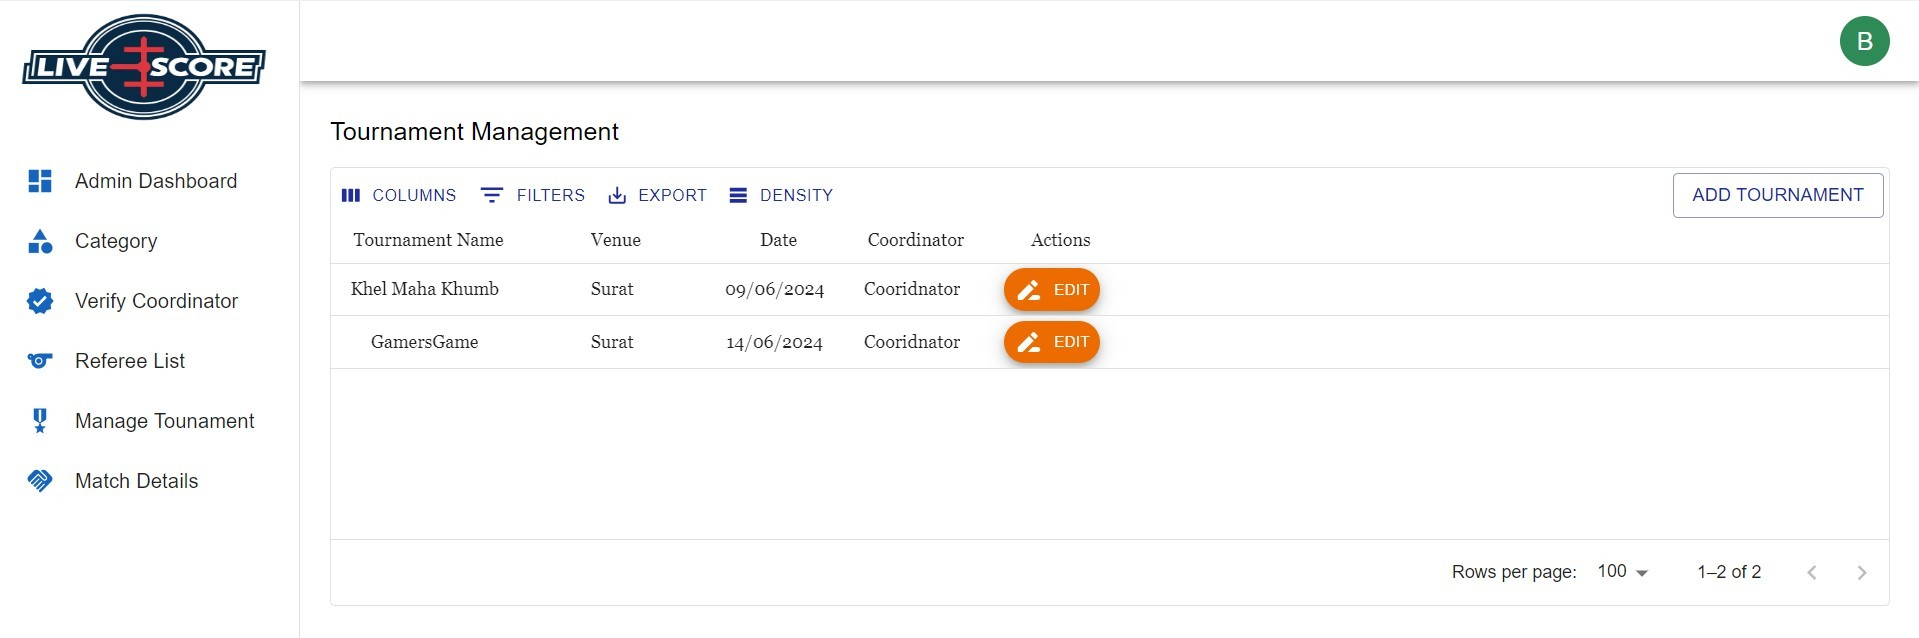 LIVE SCORE
B
Tournament Management
Admin Dashboard
Category
Verify Coordinator
Referee List
Manage Tounament
Match Details
COLUMNS FILTERS EXPORT DENSITY ADD TOURNAMENT
Tournament Name Venue Date Coordinator Actions
Khel Maha Khumb Surat 09/06/2024 Cooridnator EDIT
GamersGame Surat 14/06/2024 Cooridnator EDIT
Rows per page: 100 1–2 of 2